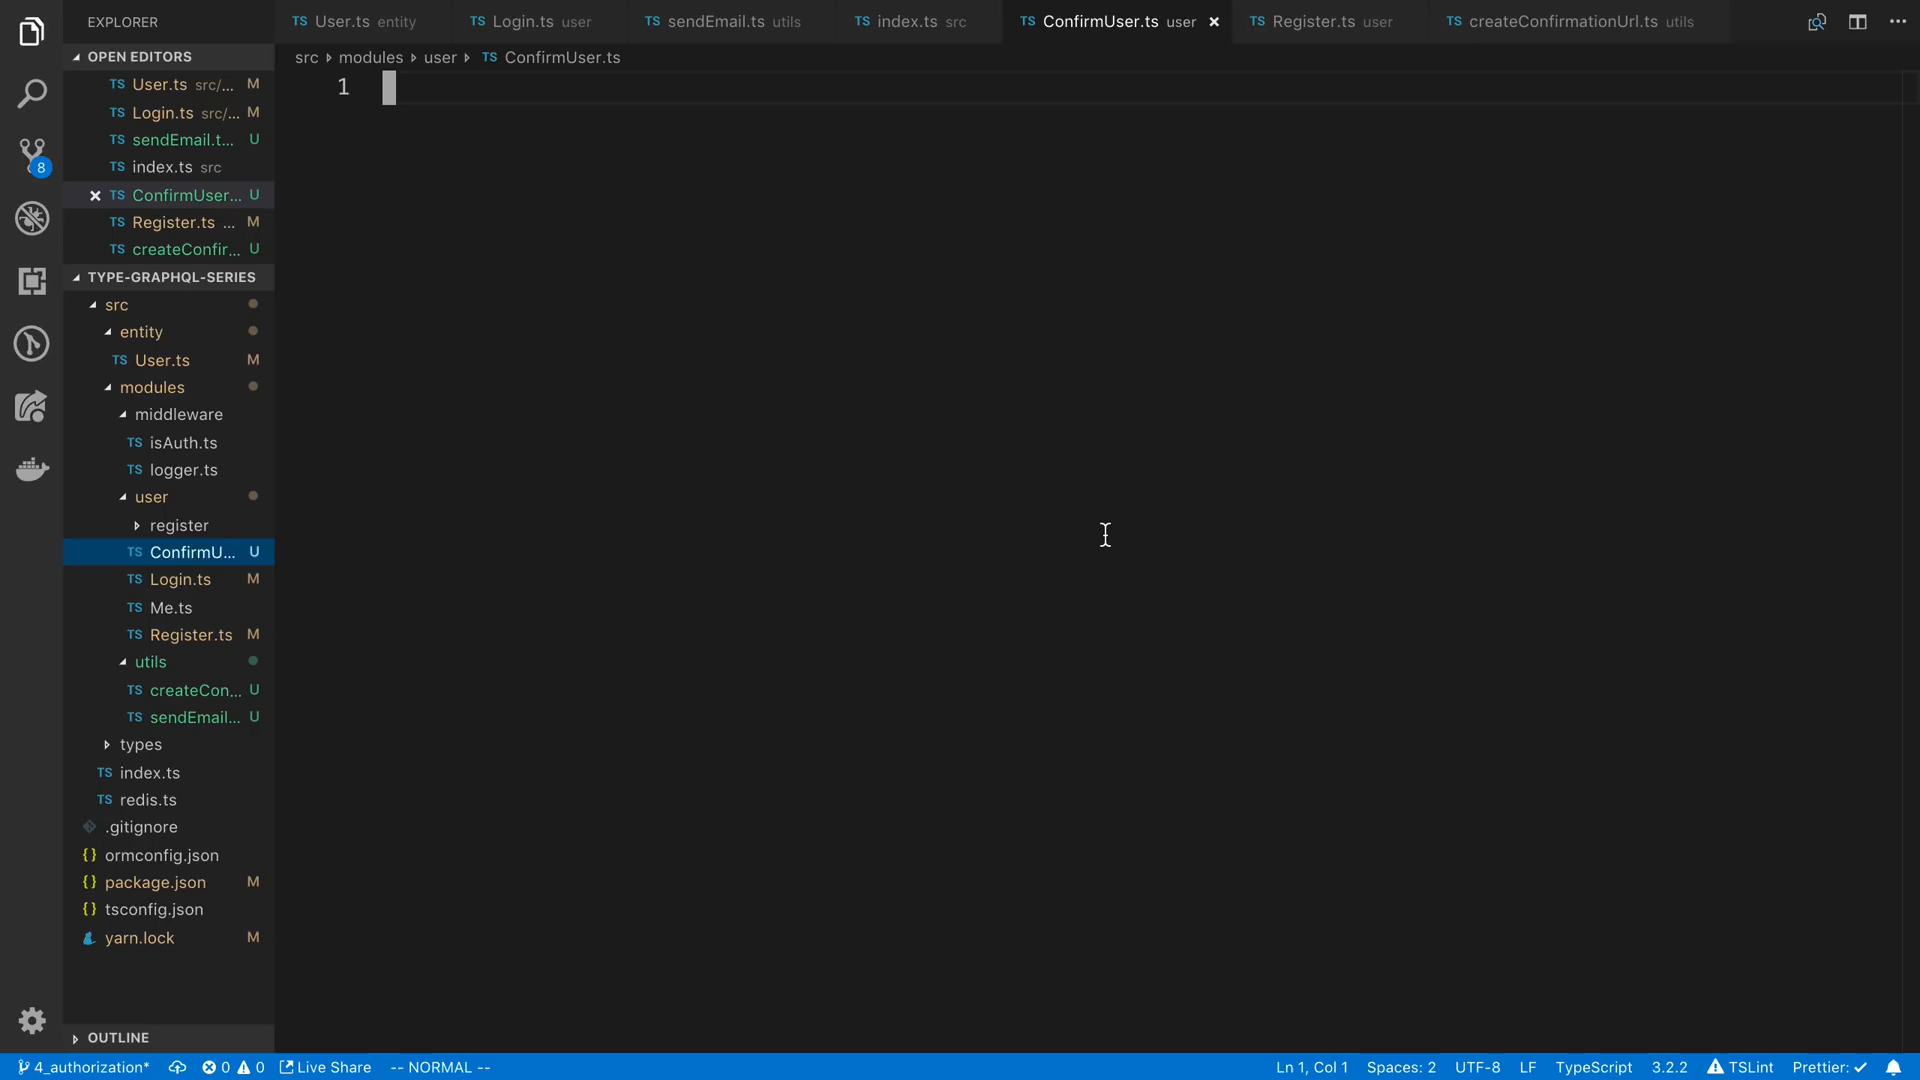 EXPLORER
OPEN EDITORS
TS User.ts src/... M
TS Login.ts src/... M
TS sendEmail.t... U
TS index.ts src
TS ConfirmUser... U
TS Register.ts ... M
TS createConfir... U
TYPE-GRAPHQL-SERIES
src
entity
TS User.ts M
modules
middleware
TS isAuth.ts
TS logger.ts
user
register
TS ConfirmU... U
TS Login.ts M
TS Me.ts
TS Register.ts M
utils
TS createCon... U
TS sendEmail... U
types
TS index.ts
TS redis.ts
.gitignore
{} ormconfig.json
{} package.json M
{} tsconfig.json
yarn.lock M
OUTLINE
8
TS User.ts entity TS Login.ts user TS sendEmail.ts utils TS index.ts src TS ConfirmUser.ts user TS Register.ts user TS createConfirmationUrl.ts utils
src modules user TS ConfirmUser.ts
1
4_authorization* 0 0 Live Share -- NORMAL -- Ln 1, Col 1 Spaces: 2 UTF-8 LF TypeScript 3.2.2 TSLint Prettier: ✓